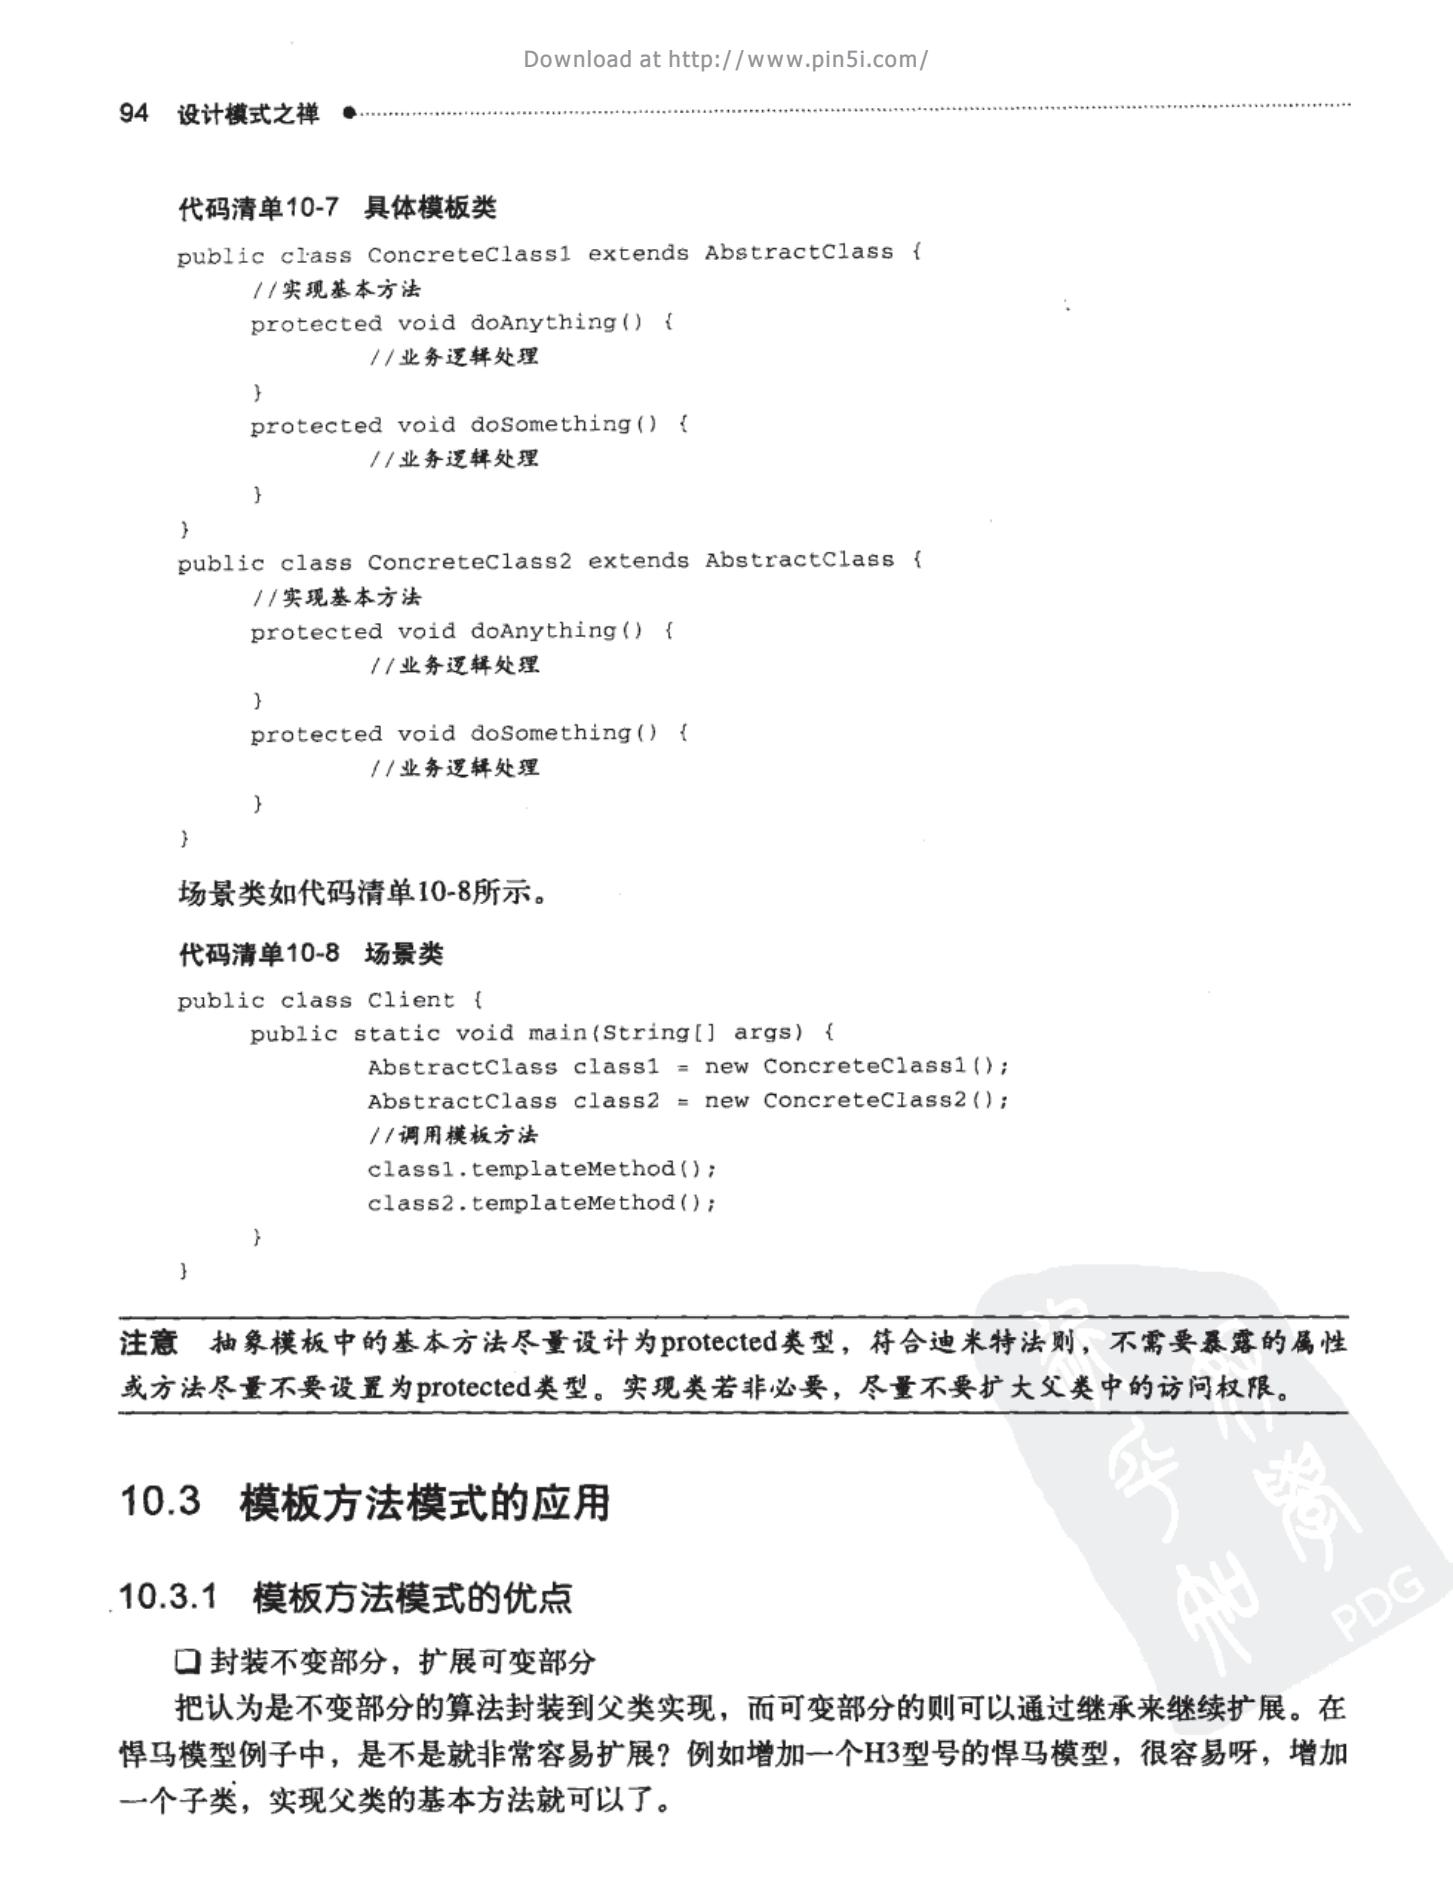 Download at http://www.pin5i.com/
94 设计模式之禅
代码清单10-7 具体模板类
public class ConcreteClass1 extends AbstractClass {
//实现基本方法
protected void doAnything() {
//业务逻辑处理
}
protected void doSomething() {
//业务逻辑处理
}
}
public class ConcreteClass2 extends AbstractClass {
//实现基本方法
protected void doAnything() {
//业务逻辑处理
}
protected void doSomething() {
//业务逻辑处理
}
}
场景类如代码清单10-8所示。
代码清单10-8 场景类
public class Client {
public static void main(String[] args) {
AbstractClass class1 = new ConcreteClass1();
AbstractClass class2 = new ConcreteClass2();
//调用模板方法
class1.templateMethod();
class2.templateMethod();
}
}
注意 抽象模板中的基本方法尽量设计为protected类型，符合迪米特法则，不需要暴露的属性
或方法尽量不要设置为protected类型。实现类若非必要，尽量不要扩大父类中的访问权限。
10.3 模板方法模式的应用
10.3.1 模板方法模式的优点
❑ 封装不变部分，扩展可变部分
把认为是不变部分的算法封装到父类实现，而可变部分的则可以通过继承来继续扩展。在
悍马模型例子中，是不是就非常容易扩展？例如增加一个H3型号的悍马模型，很容易呀，增加
一个子类，实现父类的基本方法就可以了。
PDG